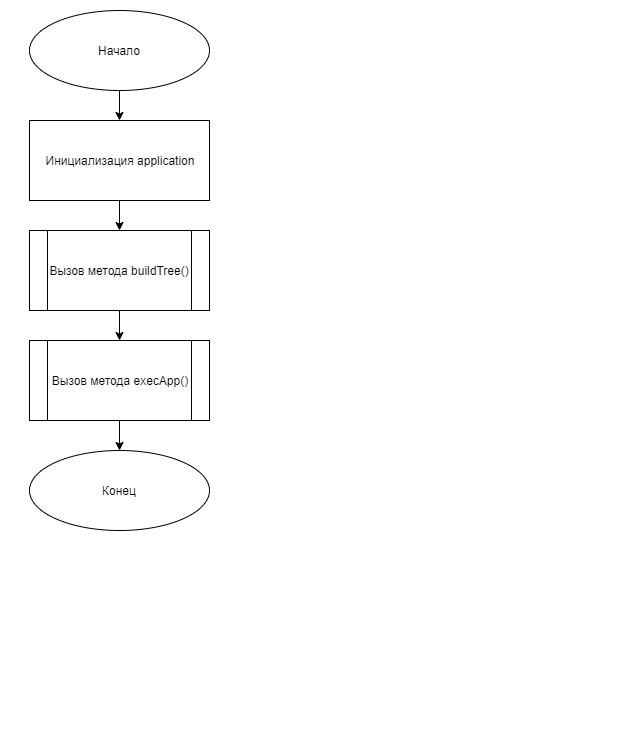 Начало
Инициализация application
Вызов метода buildTree()
Вызов метода execApp()
Конец